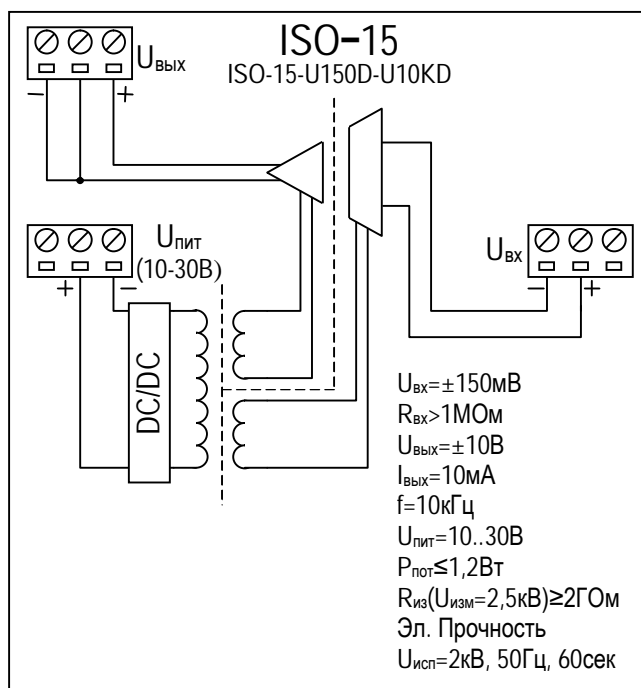 ISO-15
ISO-15-U150D-U10KD
Uвых
− +
Uпит
(10-30В)
+ −
Uвх
− +
DC/DC
Uвх=±150мВ
Rвх>1МОм
Uвых=±10В
Iвых=10мА
f=10кГц
Uпит=10..30В
Pпот≤1,2Вт
Rиз(Uизм=2,5кВ)≥2ГОм
Эл. Прочность
Uисп=2кВ, 50Гц, 60сек